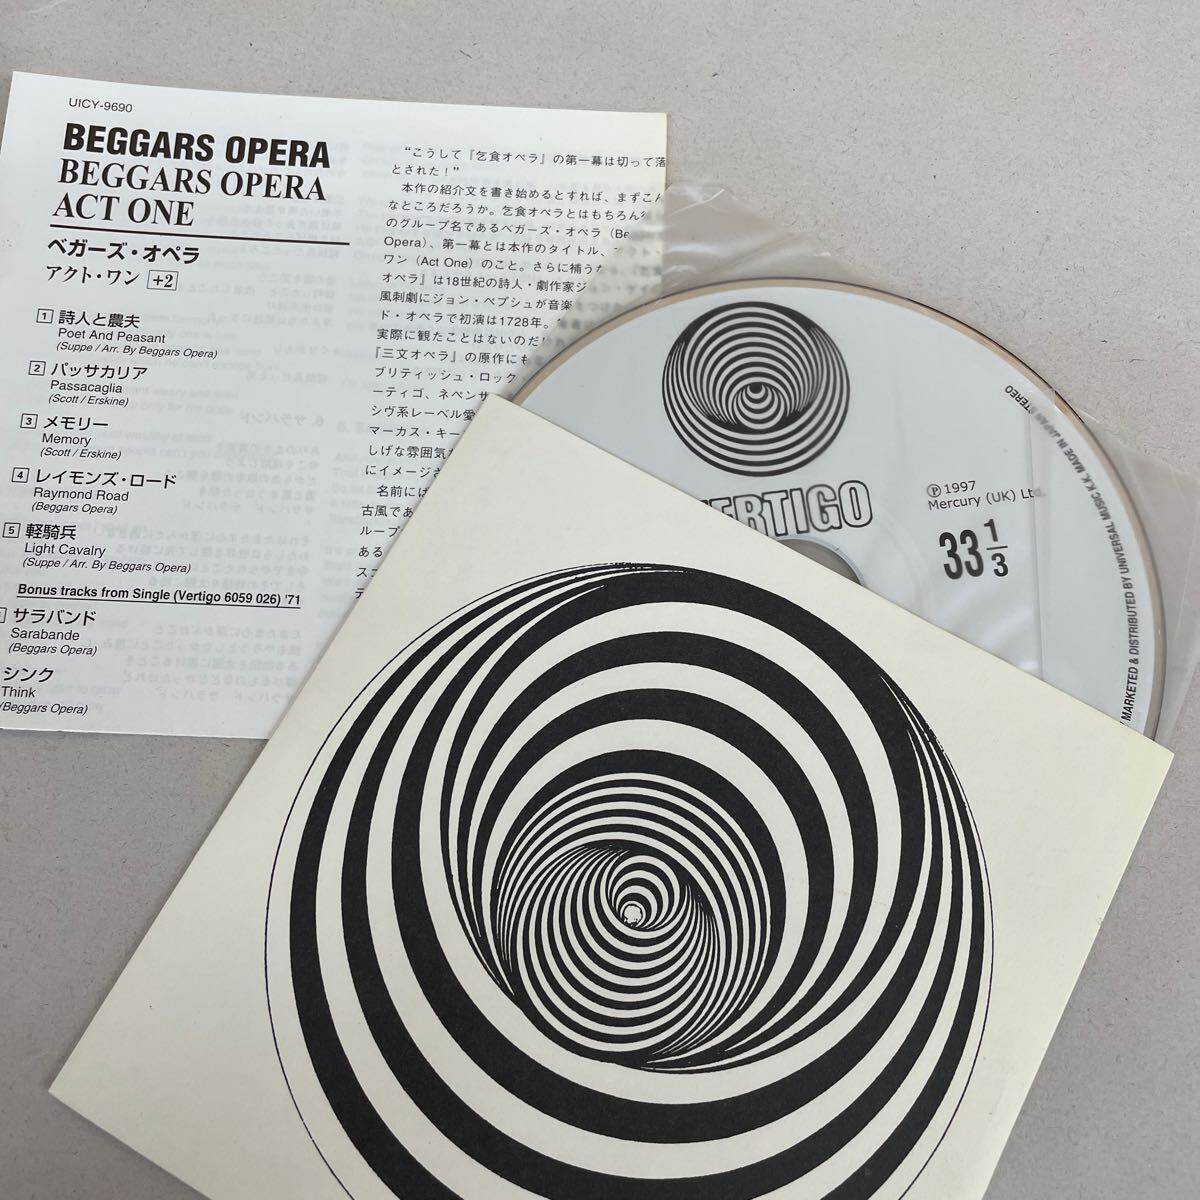 UICY-9690
BEGGARS OPERA
BEGGARS OPERA
ACT ONE
ベガーズ・オペラ
アクト・ワン +2
1 詩人と農夫
Poet And Peasant
(Suppe / Arr. By Beggars Opera)
2 パッサカリア
Passacaglia
(Scott / Erskine)
3 メモリー
Memory
(Scott / Erskine)
4 レイモンズ・ロード
Raymond Road
(Beggars Opera)
5 軽騎兵
Light Cavalry
(Suppe / Arr. By Beggars Opera)
Bonus tracks from Single (Vertigo 6059 026) '71
サラバンド
Sarabande
(Beggars Opera)
シンク
Think
(Beggars Opera)
“こうして『乞食オペラ』の第一幕は切って落
とされた！”
本作の紹介文を書き始めるとすれば、まずこん
なところだろうか。乞食オペラとはもちろん
のグループ名であるベガーズ・オペラ（Be
Opera）、第一幕とは本作のタイトル、
ワン（Act One）のこと。さらに補うな
オペラ』は18世紀の詩人・劇作家ジ
風刺劇にジョン・ペプシュが音楽
ド・オペラで初演は1728年。
実際に観たことはないのだ
『三文オペラ』の原作にも
ブリティッシュ・ロック
ーティゴ、ネペンサ
シヴ系レーベル愛
マーカス・キー
しげな雰囲気
にイメージさ
名前には
古風であ
ループ
ある
スコ
テ
VERTIGO
℗ 1997
Mercury (UK) Ltd.
33 1/3
MARKETED & DISTRIBUTED BY UNIVERSAL MUSIC K.K. MADE IN JAPAN STEREO